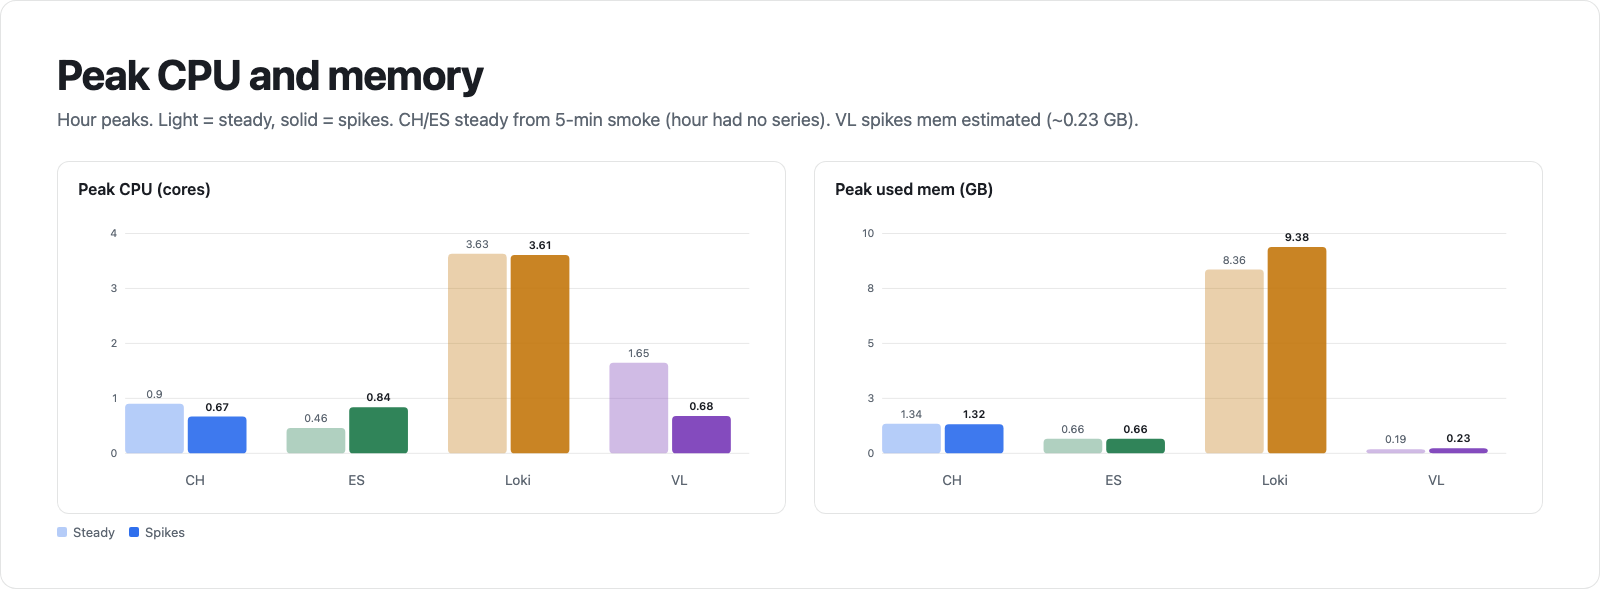 Peak CPU and memory
Hour peaks. Light = steady, solid = spikes. CH/ES steady from 5-min smoke (hour had no series). VL spikes mem estimated (~0.23 GB).
Peak CPU (cores)
4
3
2
1
0
0.9
0.67
0.46
0.84
3.63
3.61
1.65
0.68
CH
ES
Loki
VL
Peak used mem (GB)
10
8
5
3
0
1.34
1.32
0.66
0.66
8.36
9.38
0.19
0.23
CH
ES
Loki
VL
Steady
Spikes